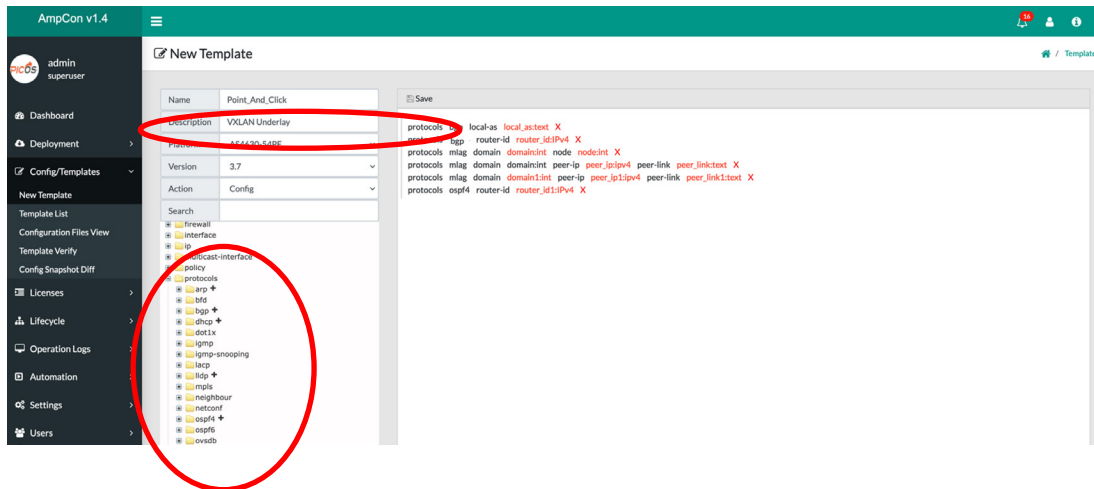 AmpCon v1.4
16
PICOS
admin
superuser
Dashboard
Deployment
Config/Templates
New Template
Template List
Configuration Files View
Template Verify
Config Snapshot Diff
Licenses
Lifecycle
Operation Logs
Automation
Settings
Users
New Template
/ Template
Name Point_And_Click
Description VXLAN Underlay
Version 3.7
Action Config
Search
firewall
interface
ip
multicast-interface
policy
protocols
arp +
bfd
bgp +
dhcp +
dot1x
igmp
igmp-snooping
lacp
lldp +
mpls
neighbour
netconf
ospf4 +
ospf6
ovsdb
Save
protocols local-as local_as:text X
protocols bgp router-id router_id:IPv4 X
protocols mlag domain domain:int node node:int X
protocols mlag domain domain:int peer-ip peer_ip:ipv4 peer-link peer_link:text X
protocols mlag domain domain1:int peer-ip peer_ip1:ipv4 peer-link peer_link1:text X
protocols ospf4 router-id router_id1:IPv4 X